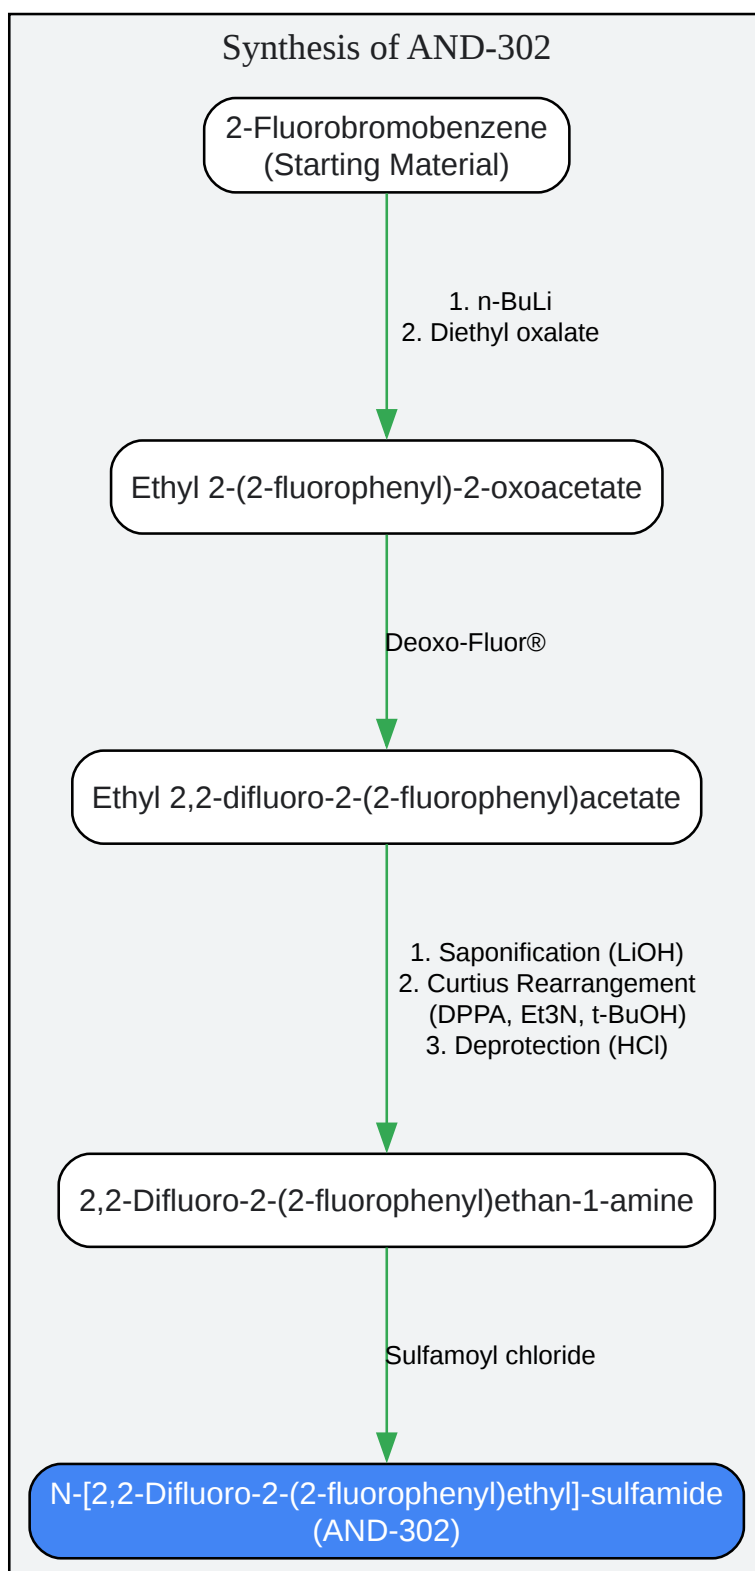 Synthesis of AND-302
2-Fluorobromobenzene
(Starting Material)
1. n-BuLi
2. Diethyl oxalate
Ethyl 2-(2-fluorophenyl)-2-oxoacetate
Deoxo-Fluor®
Ethyl 2,2-difluoro-2-(2-fluorophenyl)acetate
1. Saponification (LiOH)
2. Curtius Rearrangement
(DPPA, Et3N, t-BuOH)
3. Deprotection (HCl)
2,2-Difluoro-2-(2-fluorophenyl)ethan-1-amine
Sulfamoyl chloride
N-[2,2-Difluoro-2-(2-fluorophenyl)ethyl]-sulfamide
(AND-302)